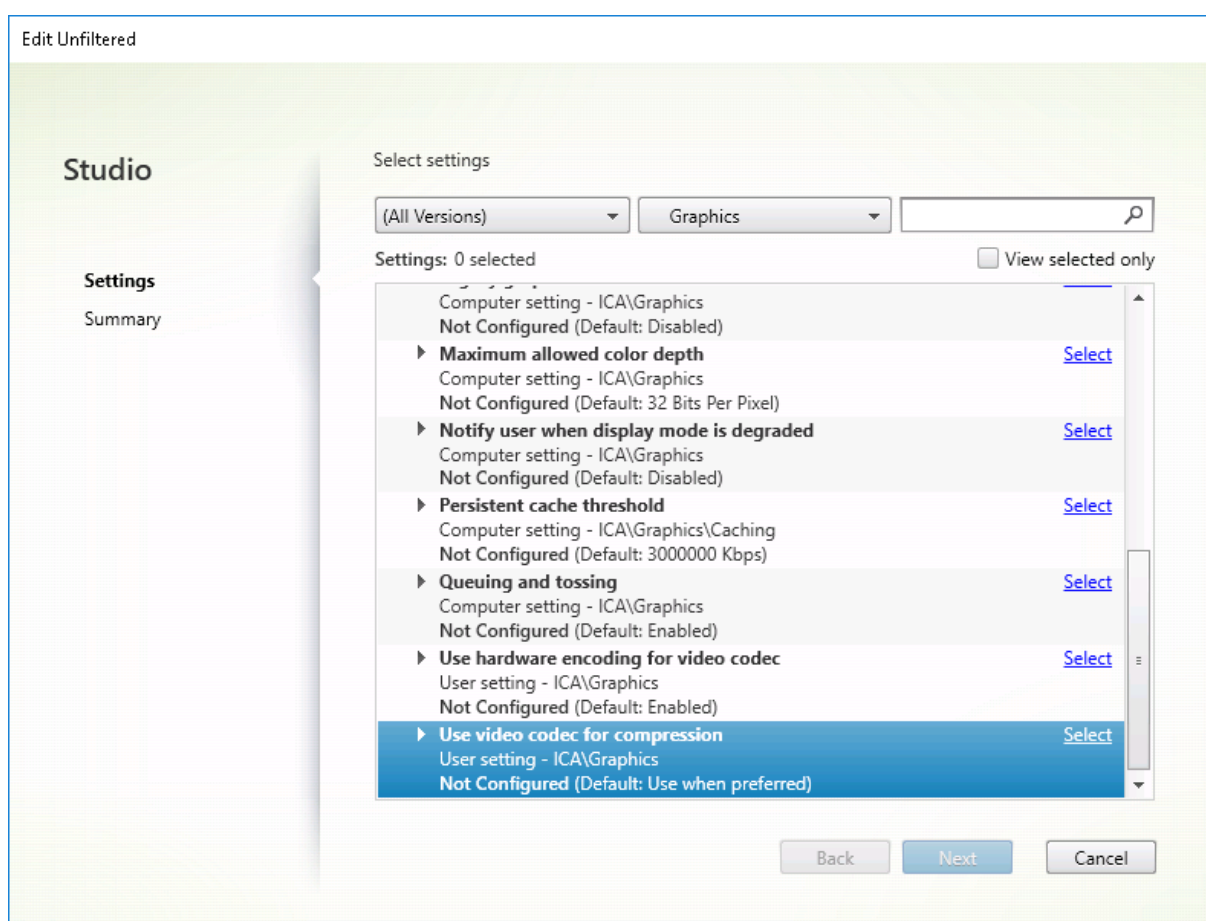 Edit Unfiltered
Studio
Settings
Summary
Select settings
(All Versions)
Graphics
Settings: 0 selected
View selected only
Computer setting - ICA\Graphics
Not Configured (Default: Disabled)
Maximum allowed color depth
Select
Computer setting - ICA\Graphics
Not Configured (Default: 32 Bits Per Pixel)
Notify user when display mode is degraded
Select
Computer setting - ICA\Graphics
Not Configured (Default: Disabled)
Persistent cache threshold
Select
Computer setting - ICA\Graphics\Caching
Not Configured (Default: 3000000 Kbps)
Queuing and tossing
Select
Computer setting - ICA\Graphics
Not Configured (Default: Enabled)
Use hardware encoding for video codec
Select
User setting - ICA\Graphics
Not Configured (Default: Enabled)
Use video codec for compression
Select
User setting - ICA\Graphics
Not Configured (Default: Use when preferred)
Back
Next
Cancel